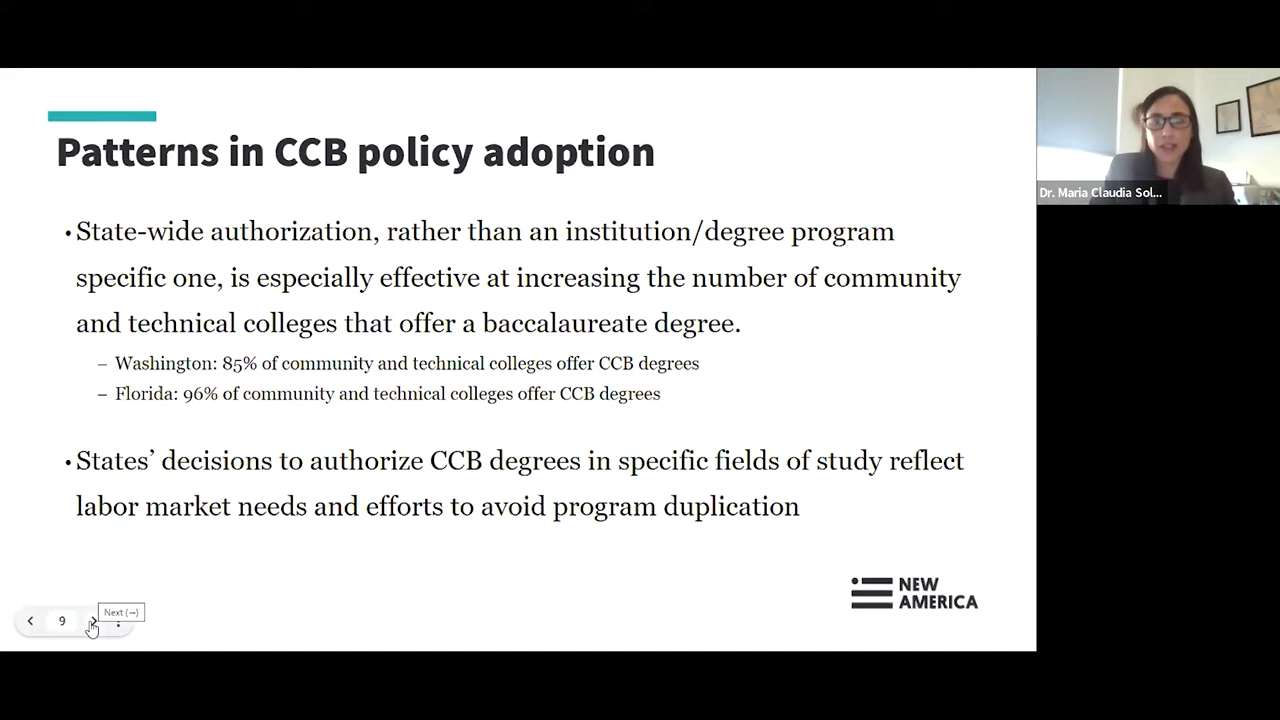 Patterns in CCB policy adoption
• State-wide authorization, rather than an institution/degree program
specific one, is especially effective at increasing the number of community
and technical colleges that offer a baccalaureate degree.
– Washington: 85% of community and technical colleges offer CCB degrees
– Florida: 96% of community and technical colleges offer CCB degrees
• States’ decisions to authorize CCB degrees in specific fields of study reflect
labor market needs and efforts to avoid program duplication
NEW
AMERICA
Next (→)
9
Dr. Maria Claudia Sol...